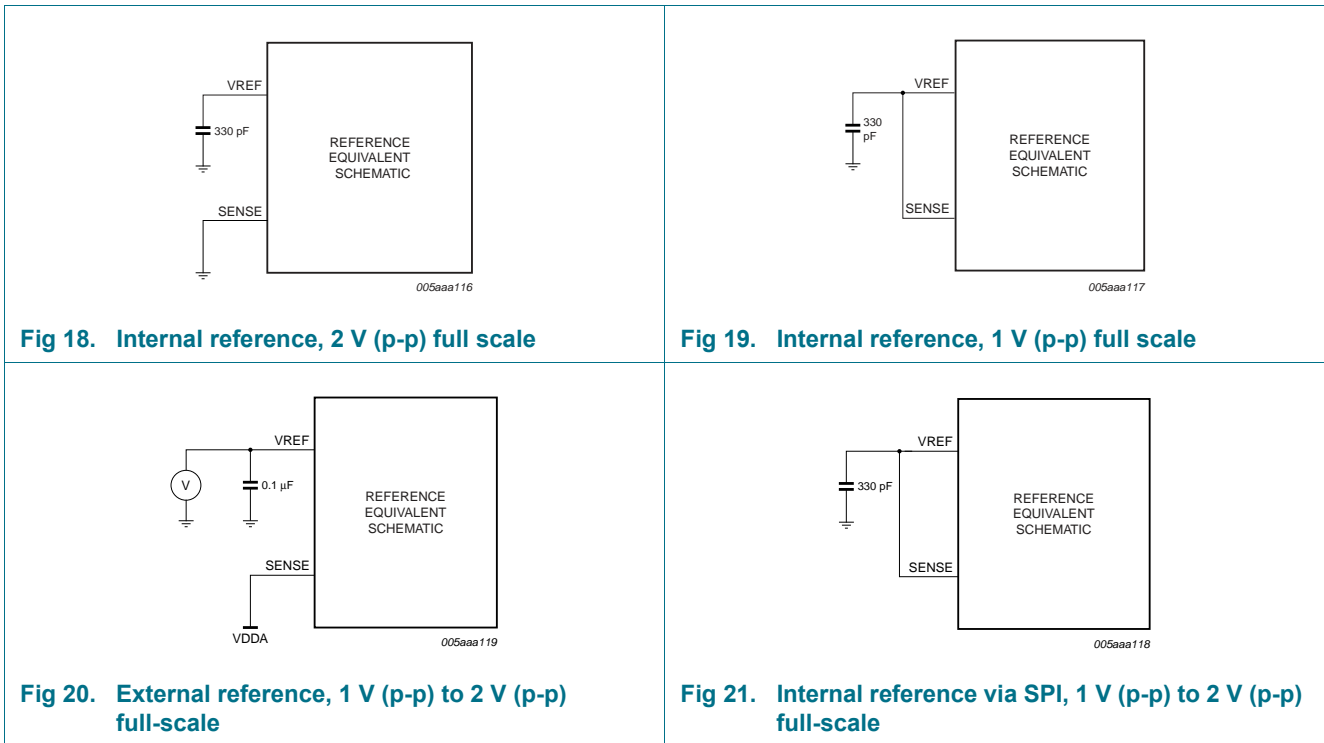 VREF
330 pF
REFERENCE
EQUIVALENT
SCHEMATIC
SENSE
005aaa116
Fig 18. Internal reference, 2 V (p-p) full scale
VREF
330
pF
REFERENCE
EQUIVALENT
SCHEMATIC
SENSE
005aaa117
Fig 19. Internal reference, 1 V (p-p) full scale
VREF
V
0.1 μF
REFERENCE
EQUIVALENT
SCHEMATIC
SENSE
VDDA
005aaa119
Fig 20. External reference, 1 V (p-p) to 2 V (p-p)
full-scale
VREF
330 pF
REFERENCE
EQUIVALENT
SCHEMATIC
SENSE
005aaa118
Fig 21. Internal reference via SPI, 1 V (p-p) to 2 V (p-p)
full-scale